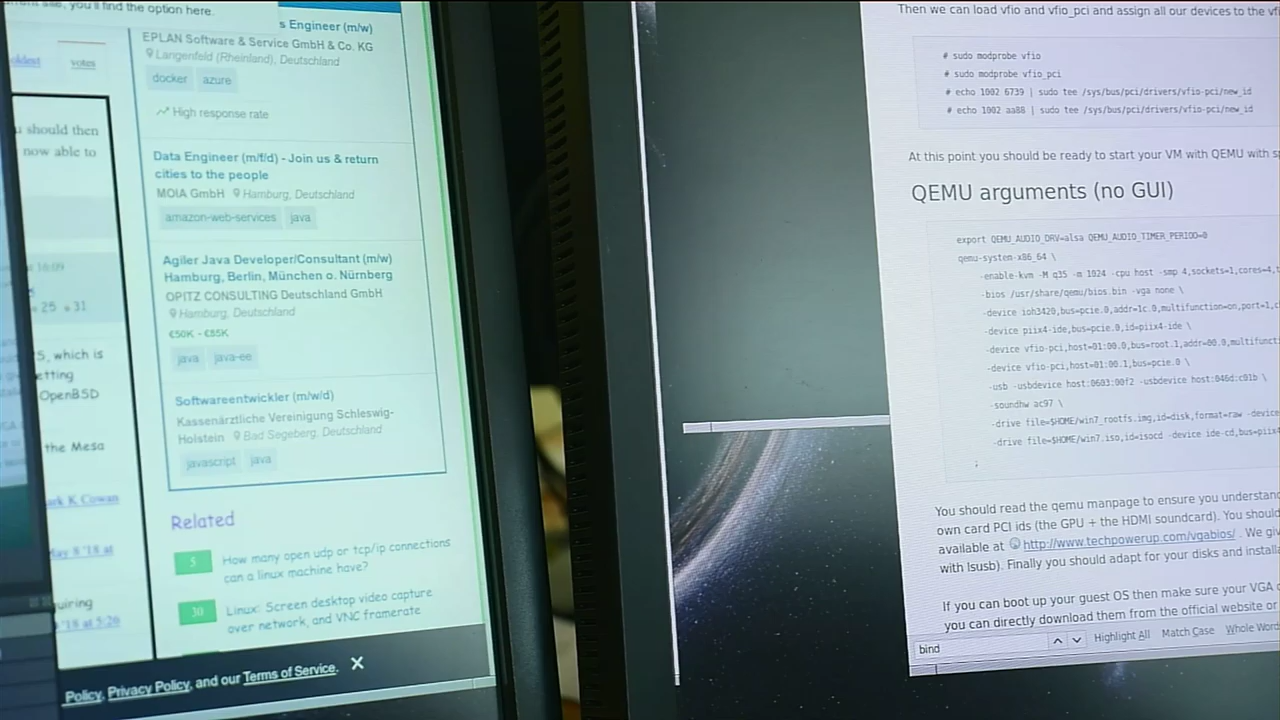 you'll find the option here.
oldest
votes
u should then
now able to
at 16:09
25
31
5, which is
etting
OpenBSD
the Mesa
ark K Cowan
May 8 '18 at
uiring
'18 at 5:26
s Engineer (m/w)
EPLAN Software & Service GmbH & Co. KG
Langenfeld (Rheinland), Deutschland
docker azure
High response rate
Data Engineer (m/f/d) - Join us & return
cities to the people
MOIA GmbH Hamburg, Deutschland
amazon-web-services java
Agiler Java Developer/Consultant (m/w)
Hamburg, Berlin, München o. Nürnberg
OPITZ CONSULTING Deutschland GmbH
Hamburg, Deutschland
€50K - €65K
java java-ee
Softwareentwickler (m/w/d)
Kassenärztliche Vereinigung Schleswig-
Holstein Bad Segeberg, Deutschland
javascript java
Related
5 How many open udp or tcp/ip connections
can a linux machine have?
30 Linux: Screen desktop video capture
over network, and VNC framerate
Policy, Privacy Policy, and our Terms of Service.
Then we can load vfio and vfio_pci and assign all our devices to the vf
# sudo modprobe vfio
# sudo modprobe vfio_pci
# echo 1002 6739 | sudo tee /sys/bus/pci/drivers/vfio-pci/new_id
# echo 1002 aa88 | sudo tee /sys/bus/pci/drivers/vfio-pci/new_id
At this point you should be ready to start your VM with QEMU with s
QEMU arguments (no GUI)
export QEMU_AUDIO_DRV=alsa QEMU_AUDIO_TIMER_PERIOD=0
qemu-system-x86_64 \
-enable-kvm -M q35 -m 1024 -cpu host -smp 4,sockets=1,cores=4,t
-bios /usr/share/qemu/bios.bin -vga none \
-device ioh3420,bus=pcie.0,addr=1c.0,multifunction=on,port=1,c
-device piix4-ide,bus=pcie.0,id=piix4-ide \
-device vfio-pci,host=01:00.0,bus=root.1,addr=00.0,multifunct
-device vfio-pci,host=01:00.1,bus=pcie.0 \
-usb -usbdevice host:0603:00f2 -usbdevice host:046d:c01b \
-soundhw ac97 \
-drive file=$HOME/win7_rootfs.img,id=disk,format=raw -device
-drive file=$HOME/win7.iso,id=isocd -device ide-cd,bus=piix4
;
You should read the qemu manpage to ensure you understan
own card PCI ids (the GPU + the HDMI soundcard). You should
available at http://www.techpowerup.com/vgabios/ . We giv
with lsusb). Finally you should adapt for your disks and installa
If you can boot up your guest OS then make sure your VGA
you can directly download them from the official website or
bind Highlight All Match Case Whole Word